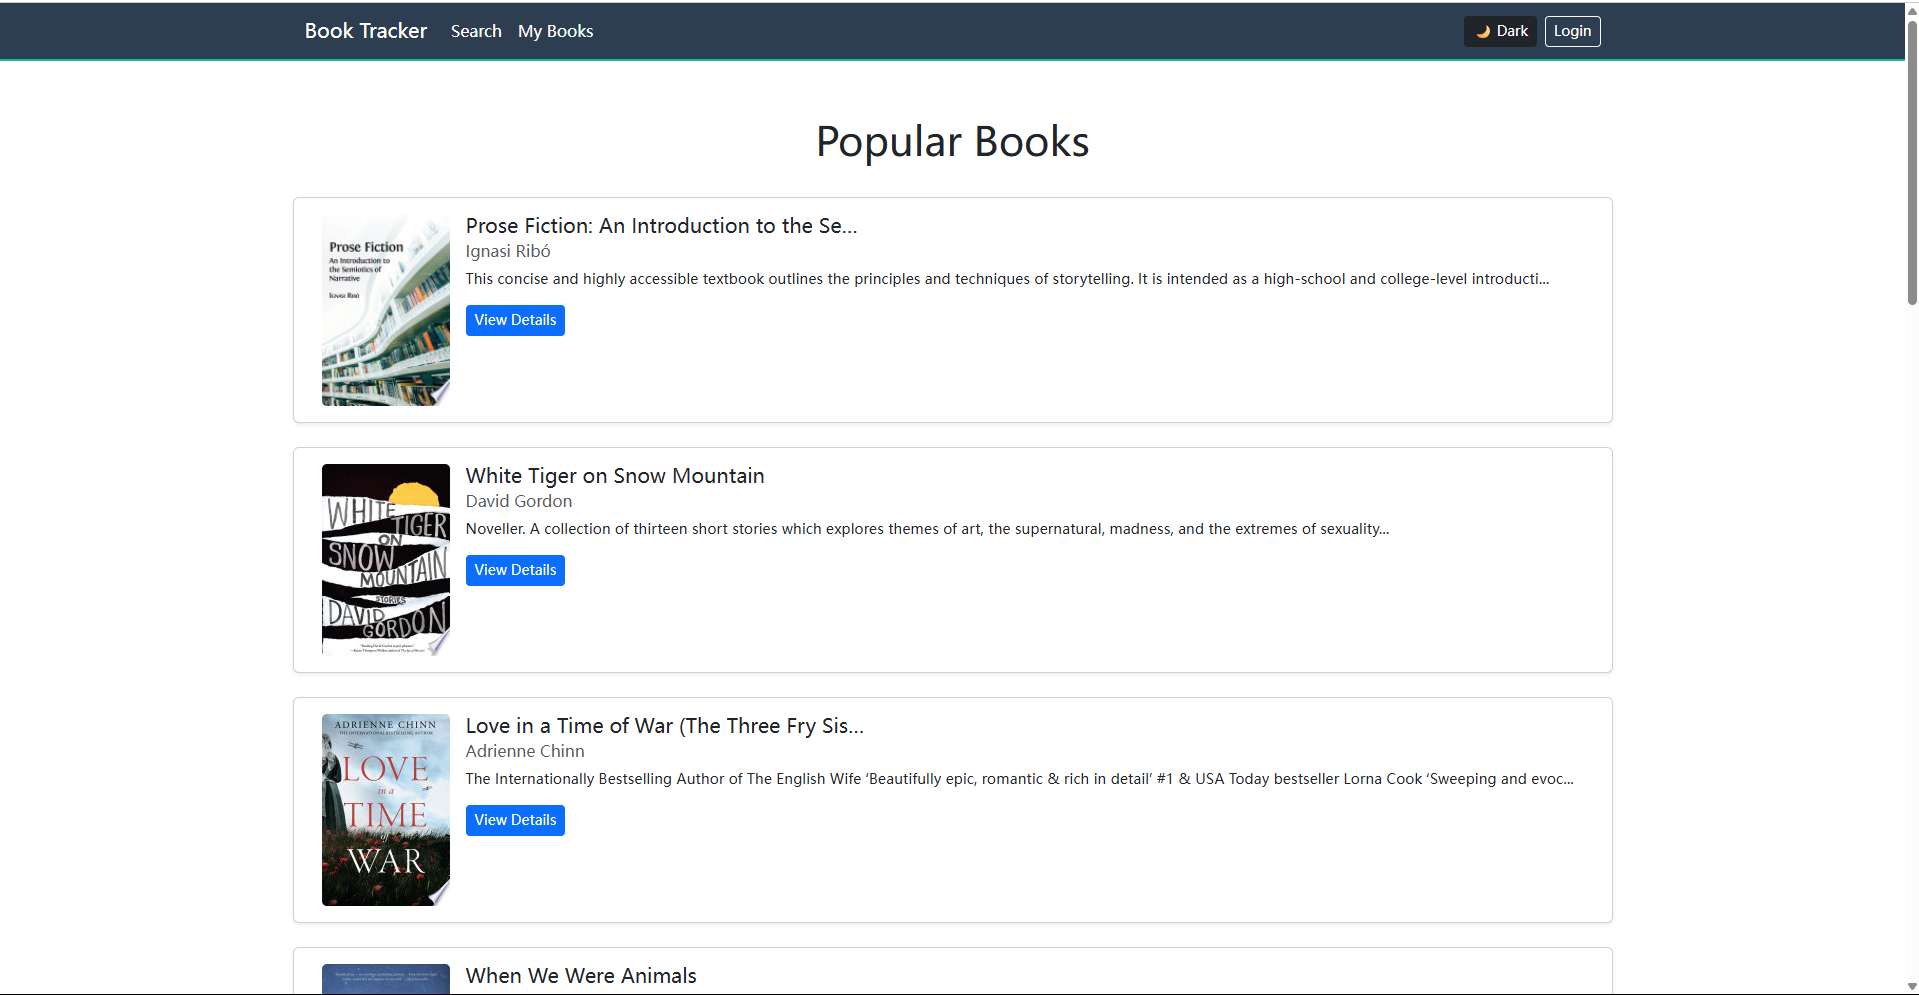 Book Tracker Search My Books Dark Login
Popular Books
Prose Fiction
An Introduction to
the Semiotics of
Narrative
Ignasi Ribó
Prose Fiction: An Introduction to the Se...
Ignasi Ribó
This concise and highly accessible textbook outlines the principles and techniques of storytelling. It is intended as a high-school and college-level introducti...
View Details
WHITE
TIGER
ON
SNOW
MOUNTAIN
STORIES
DAVID
GORDON
White Tiger on Snow Mountain
David Gordon
Noveller. A collection of thirteen short stories which explores themes of art, the supernatural, madness, and the extremes of sexuality...
View Details
ADRIENNE CHINN
THE INTERNATIONAL BESTSELLING AUTHOR
LOVE
in a
TIME
of
WAR
Love in a Time of War (The Three Fry Sis...
Adrienne Chinn
The Internationally Bestselling Author of The English Wife ‘Beautifully epic, romantic & rich in detail’ #1 & USA Today bestseller Lorna Cook ‘Sweeping and evoc...
View Details
When We Were Animals